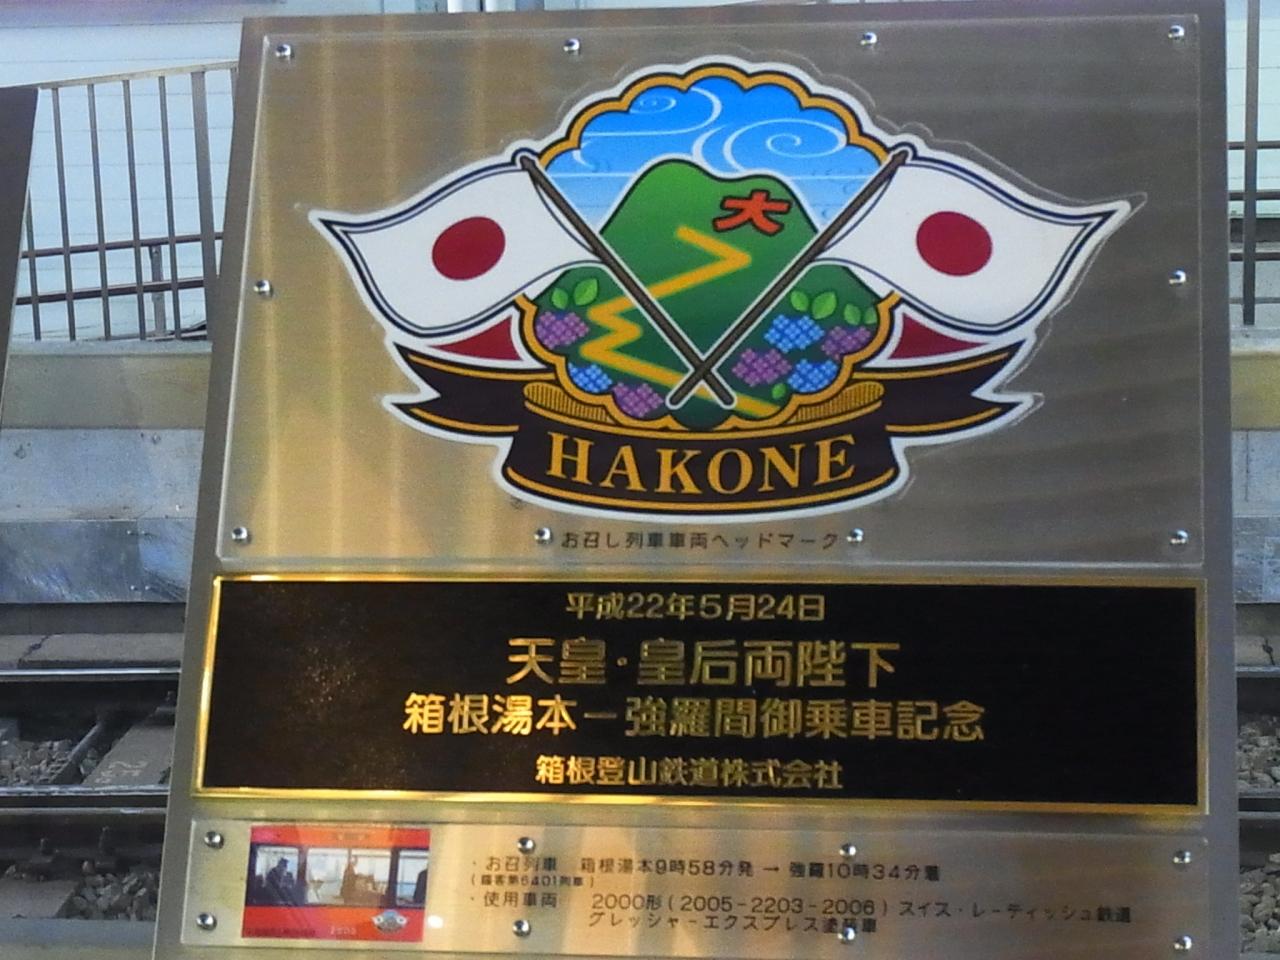 大
HAKONE
お召し列車車両ヘッドマーク
平成22年5月24日
天皇・皇后両陛下
箱根湯本ー強羅間御乗車記念
箱根登山鉄道株式会社
・お召列車 箱根湯本9時58分発 → 強羅10時34分着
(第6401列車)
・使用車両 2000形(2005-2203-2006)スイス・レーティッシュ鉄道
グレッシャーエクスプレス塗装車